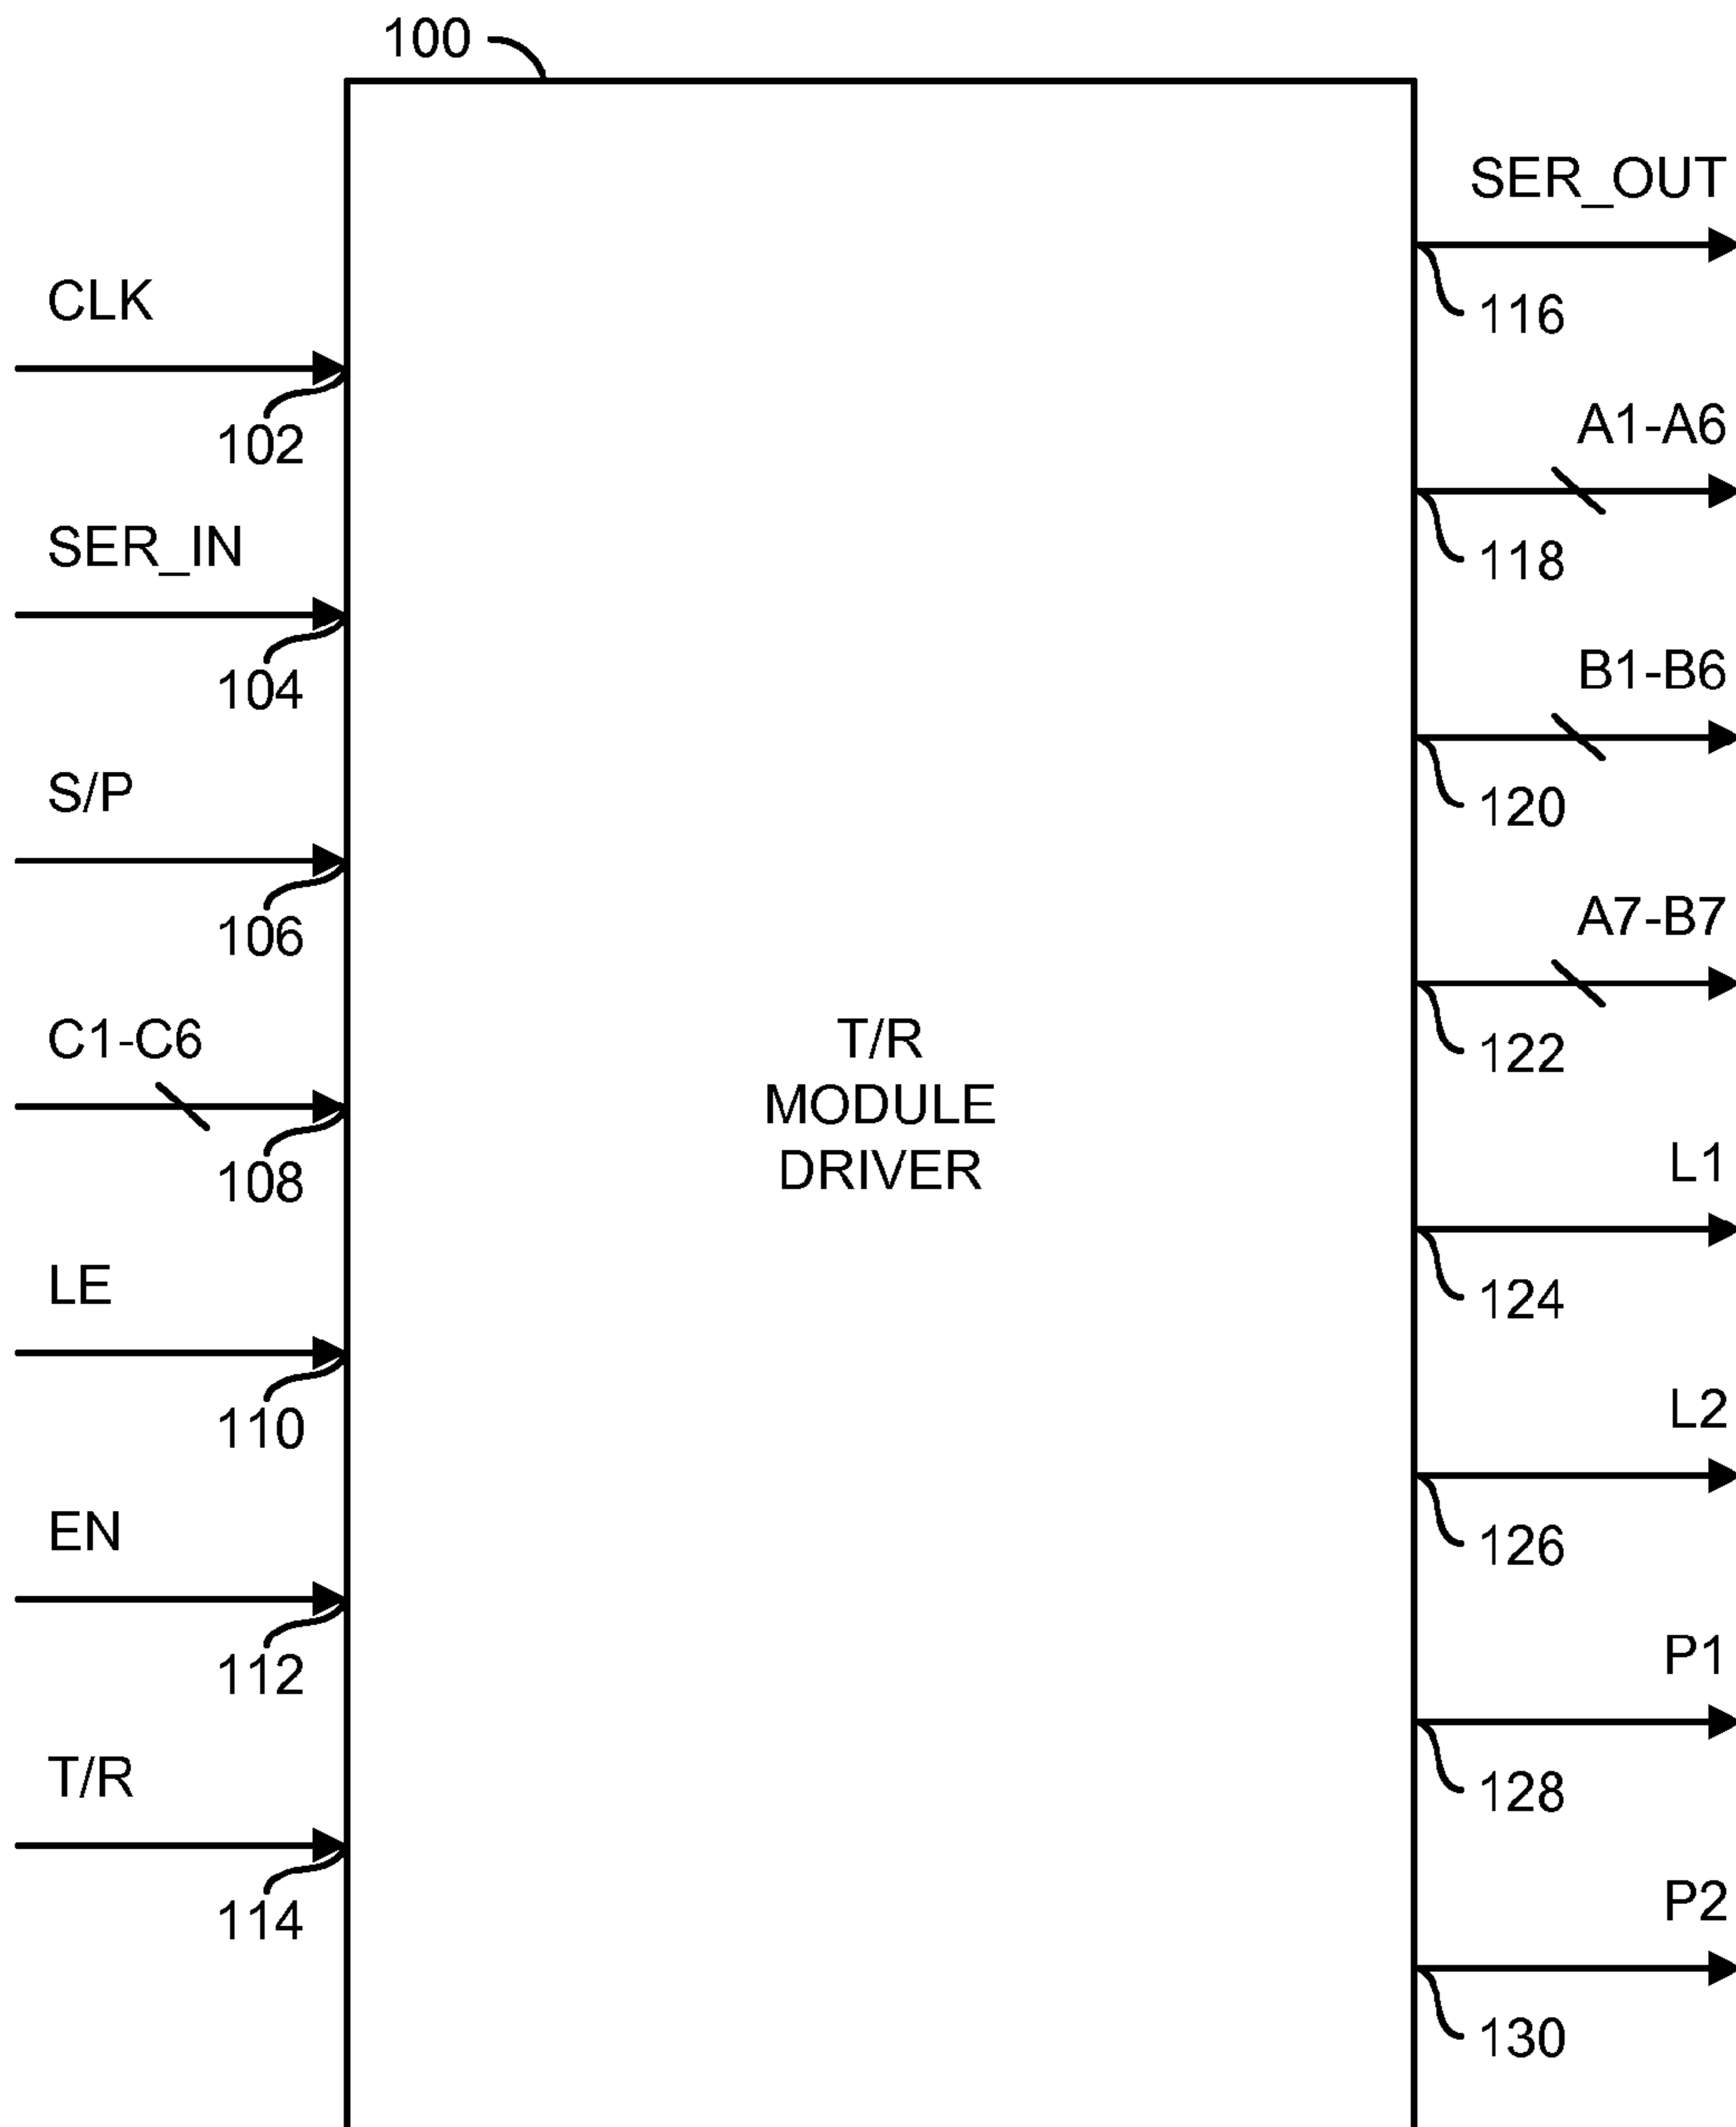 100
CLK
102
SER_IN
104
S/P
106
C1-C6
108
LE
110
EN
112
T/R
114
T/R
MODULE
DRIVER
SER_OUT
116
A1-A6
118
B1-B6
120
A7-B7
122
L1
124
L2
126
P1
128
P2
130